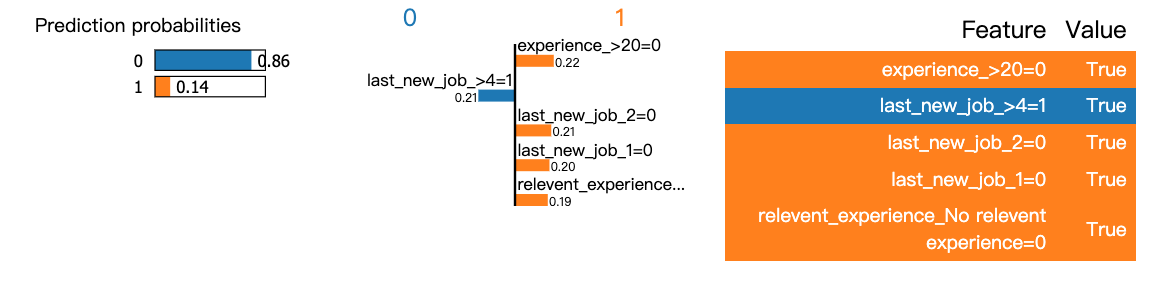 Prediction probabilities
0 0.86
1 0.14
0 1
experience_>20=0
0.22
last_new_job_>4=1
0.21
last_new_job_2=0
0.21
last_new_job_1=0
0.20
relevent_experience...
0.19
Feature Value
experience_>20=0 True
last_new_job_>4=1 True
last_new_job_2=0 True
last_new_job_1=0 True
relevent_experience_No relevent
experience=0 True